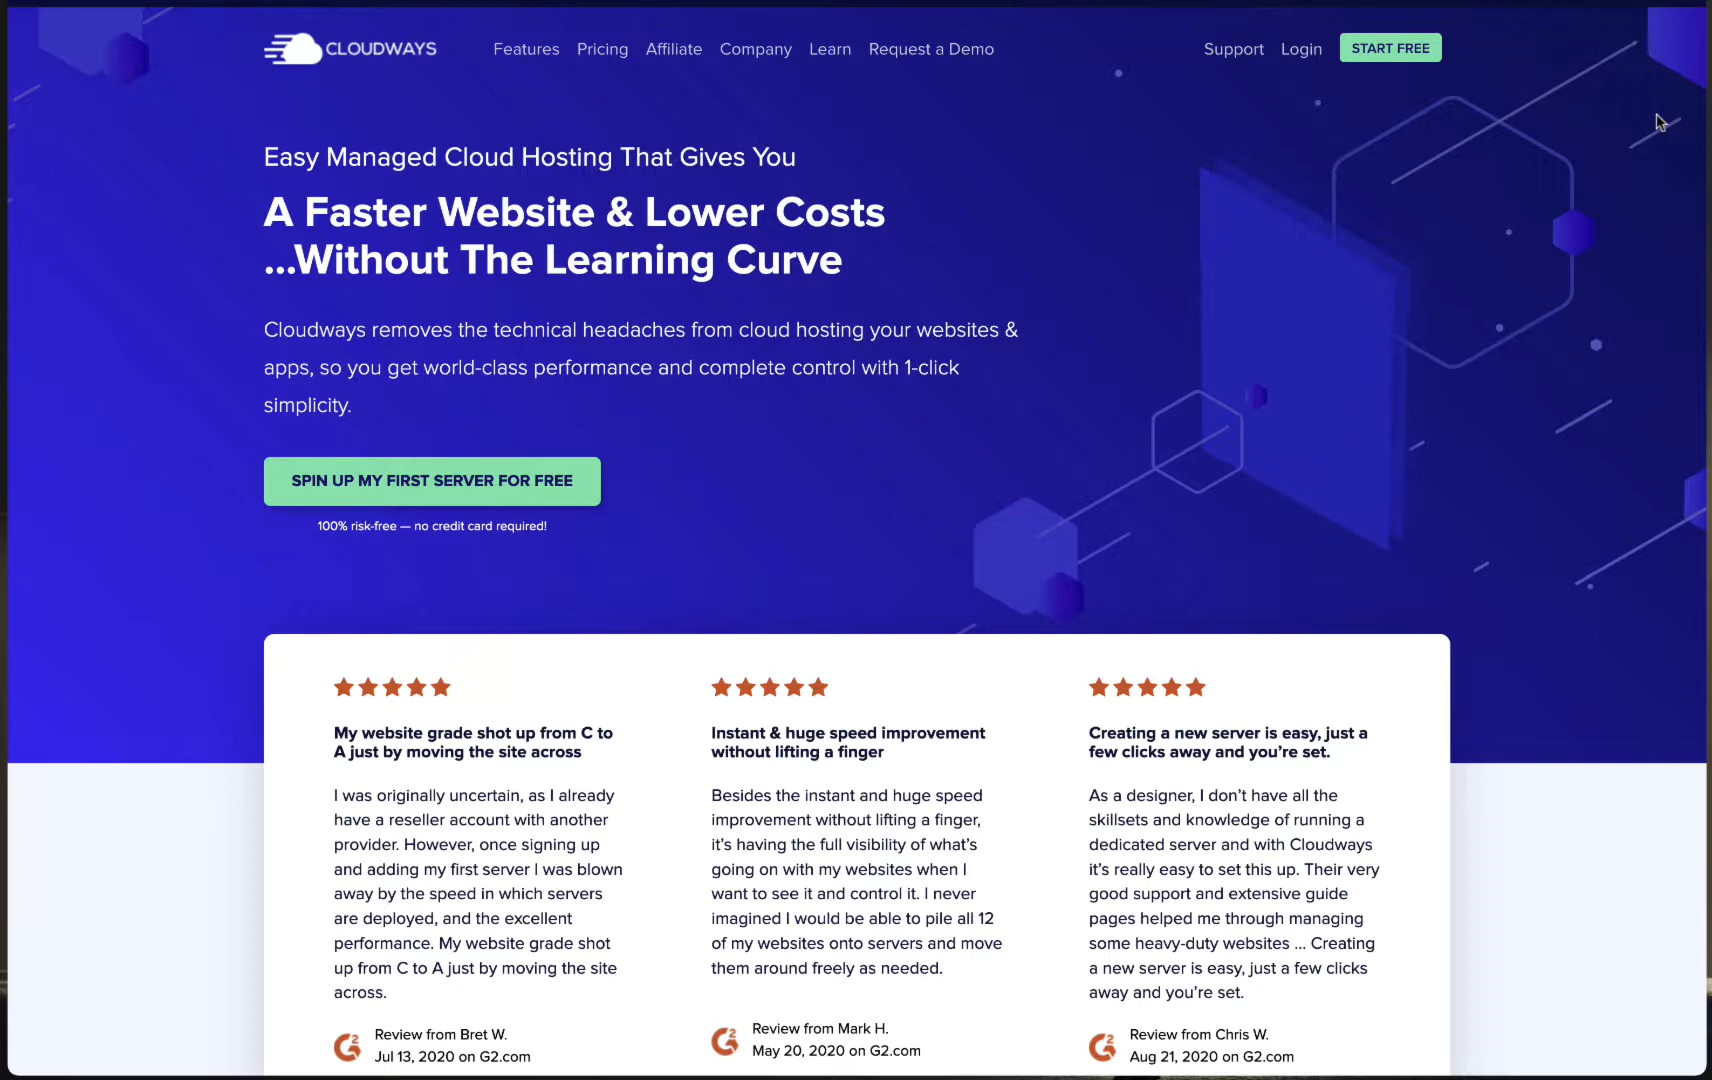 CLOUDWAYS
Features Pricing Affiliate Company Learn Request a Demo
Support Login START FREE
Easy Managed Cloud Hosting That Gives You
A Faster Website & Lower Costs
...Without The Learning Curve
Cloudways removes the technical headaches from cloud hosting your websites &
apps, so you get world-class performance and complete control with 1-click
simplicity.
SPIN UP MY FIRST SERVER FOR FREE
100% risk-free — no credit card required!
My website grade shot up from C to
A just by moving the site across
I was originally uncertain, as I already
have a reseller account with another
provider. However, once signing up
and adding my first server I was blown
away by the speed in which servers
are deployed, and the excellent
performance. My website grade shot
up from C to A just by moving the site
across.
Review from Bret W.
Jul 13, 2020 on G2.com
Instant & huge speed improvement
without lifting a finger
Besides the instant and huge speed
improvement without lifting a finger,
it's having the full visibility of what's
going on with my websites when I
want to see it and control it. I never
imagined I would be able to pile all 12
of my websites onto servers and move
them around freely as needed.
Review from Mark H.
May 20, 2020 on G2.com
Creating a new server is easy, just a
few clicks away and you're set.
As a designer, I don't have all the
skillsets and knowledge of running a
dedicated server and with Cloudways
it's really easy to set this up. Their very
good support and extensive guide
pages helped me through managing
some heavy-duty websites ... Creating
a new server is easy, just a few clicks
away and you're set.
Review from Chris W.
Aug 21, 2020 on G2.com